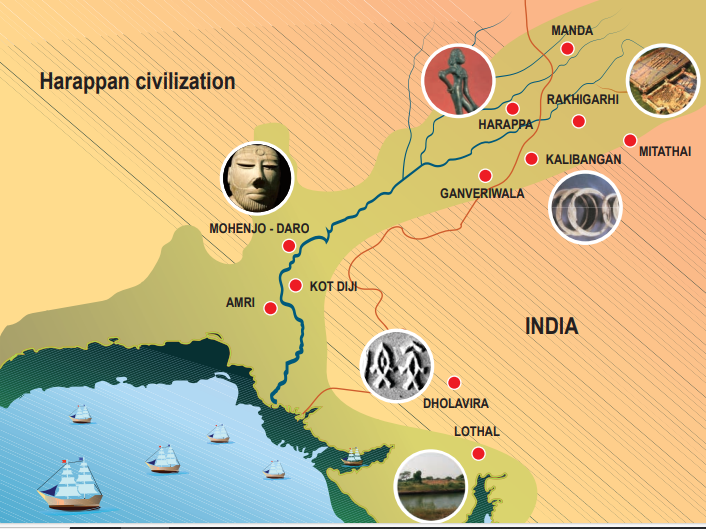 Harappan civilization
MANDA
RAKHIGARHI
HARAPPA
MITATHAI
KALIBANGAN
GANVERIWALA
MOHENJO - DARO
KOT DIJI
AMRI
INDIA
DHOLAVIRA
LOTHAL